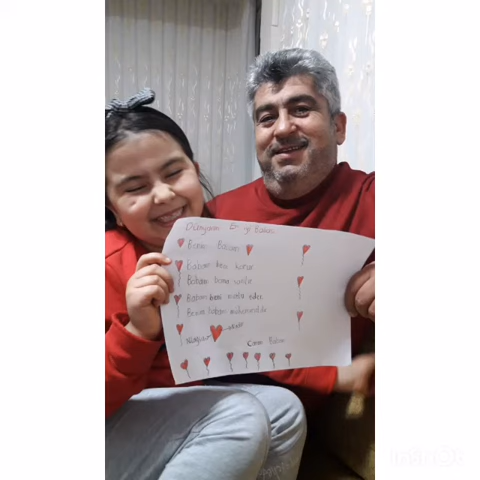 Dünyanın En iyi Babası
Benim Babam
Babam beni korur
Babam bana
Babam beni mutlu eder
Benim babam mükemmeldir
Canım Babam